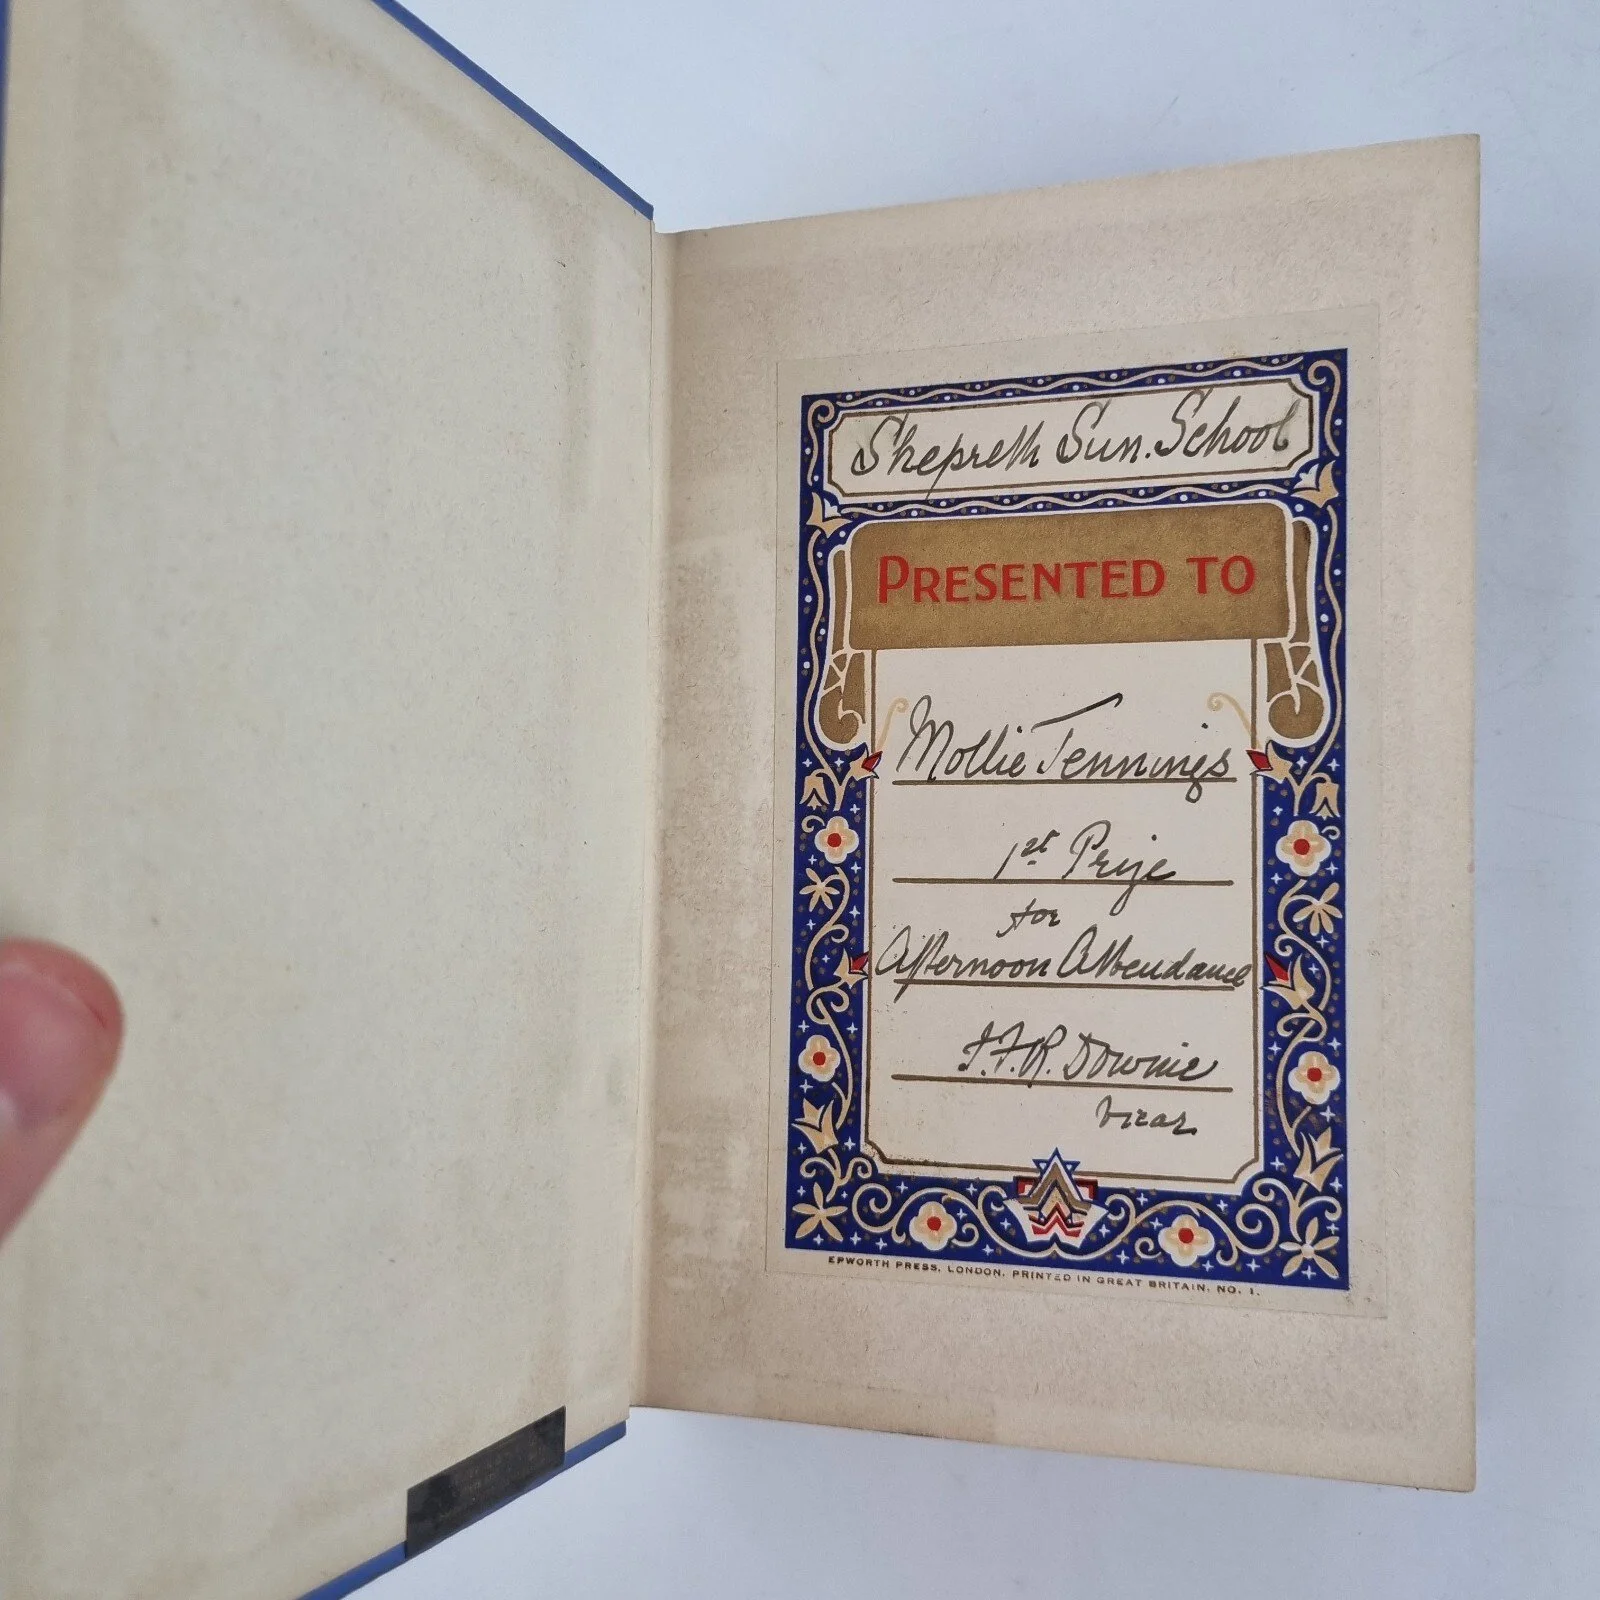 Shepreth Sun. School
PRESENTED TO
Mollie Jennings
1st Prize
for
Afternoon Attendance
J.F.R. Downie
Vicar
EPWORTH PRESS, LONDON. PRINTED IN GREAT BRITAIN. NO. 1.